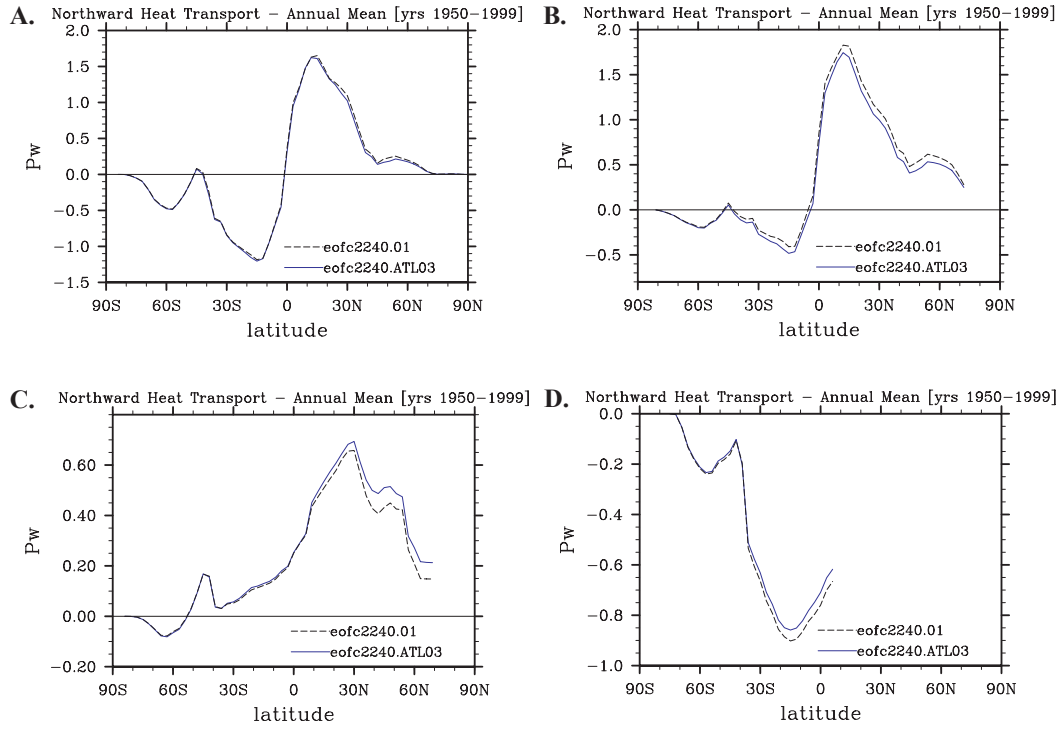 A. Northward Heat Transport – Annual Mean [yrs 1950–1999]
2.0
1.5
1.0
0.5
0.0
−0.5
−1.0
−1.5
Pw
eofc2240.01
eofc2240.ATL03
90S 60S 30S 0 30N 60N 90N
latitude
B. Northward Heat Transport – Annual Mean [yrs 1950–1999]
2.0
1.5
1.0
0.5
0.0
−0.5
Pw
eofc2240.01
eofc2240.ATL03
90S 60S 30S 0 30N 60N 90N
latitude
C. Northward Heat Transport – Annual Mean [yrs 1950–1999]
0.60
0.40
0.20
0.00
−0.20
Pw
eofc2240.01
eofc2240.ATL03
90S 60S 30S 0 30N 60N 90N
latitude
D. Northward Heat Transport – Annual Mean [yrs 1950–1999]
0.0
−0.2
−0.4
−0.6
−0.8
−1.0
Pw
eofc2240.01
eofc2240.ATL03
90S 60S 30S 0 30N 60N 90N
latitude